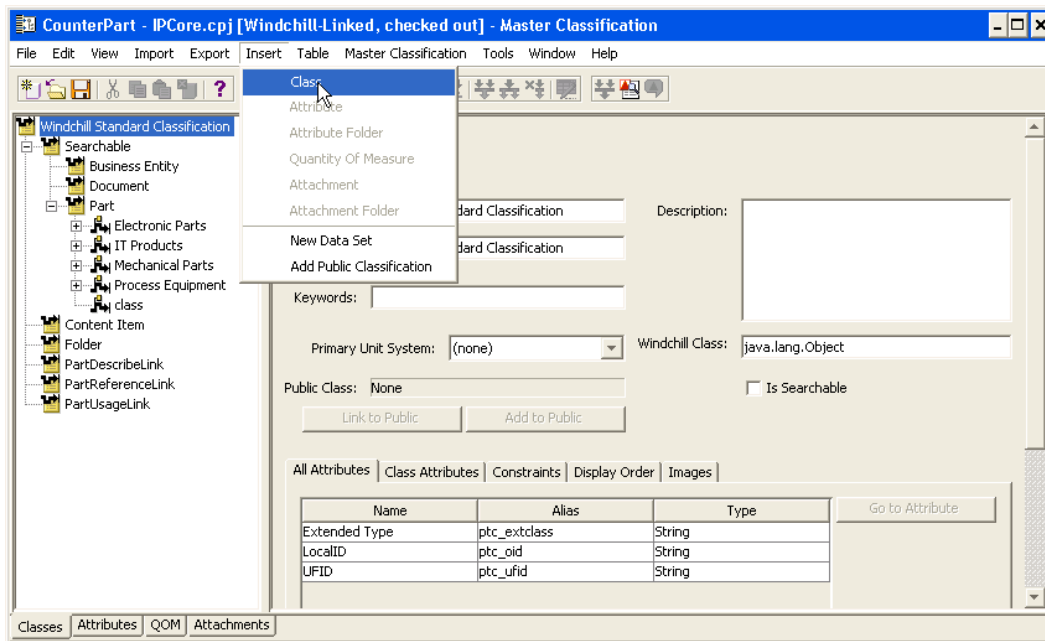 CounterPart - IPCore.cpj [Windchill-Linked, checked out] - Master Classification
File Edit View Import Export Insert Table Master Classification Tools Window Help
?
Class
Attribute
Attribute Folder
Quantity Of Measure
Attachment
Attachment Folder
New Data Set
Add Public Classification
Windchill Standard Classification
Searchable
Business Entity
Document
Part
Electronic Parts
IT Products
Mechanical Parts
Process Equipment
class
Content Item
Folder
PartDescribeLink
PartReferenceLink
PartUsageLink
dard Classification
Description:
dard Classification
Keywords:
Primary Unit System: (none)
Windchill Class: java.lang.Object
Public Class: None
Is Searchable
Link to Public Add to Public
All Attributes Class Attributes Constraints Display Order Images
Name Alias Type
Go to Attribute
Extended Type ptc_extclass String
LocalID ptc_oid String
UFID ptc_ufid String
Classes Attributes QOM Attachments